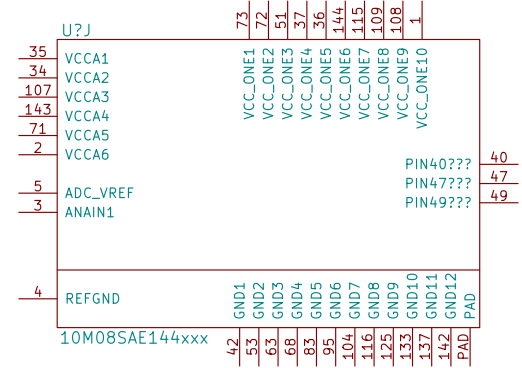 73 72 51 37 36 144 115 109 108 1
U?J
VCC_ONE1 VCC_ONE2 VCC_ONE3 VCC_ONE4 VCC_ONE5 VCC_ONE6 VCC_ONE7 VCC_ONE8 VCC_ONE9 VCC_ONE10
35 VCCA1
34 VCCA2
107 VCCA3
143 VCCA4
71 VCCA5
2 VCCA6
PIN40??? 40
PIN47??? 47
5 ADC_VREF
PIN49??? 49
3 ANAIN1
4 REFGND
GND1 GND2 GND3 GND4 GND5 GND6 GND7 GND8 GND9 GND10 GND11 GND12 PAD
10M08SAE144xxx
42 53 63 68 83 95 104 116 125 133 137 142 PAD